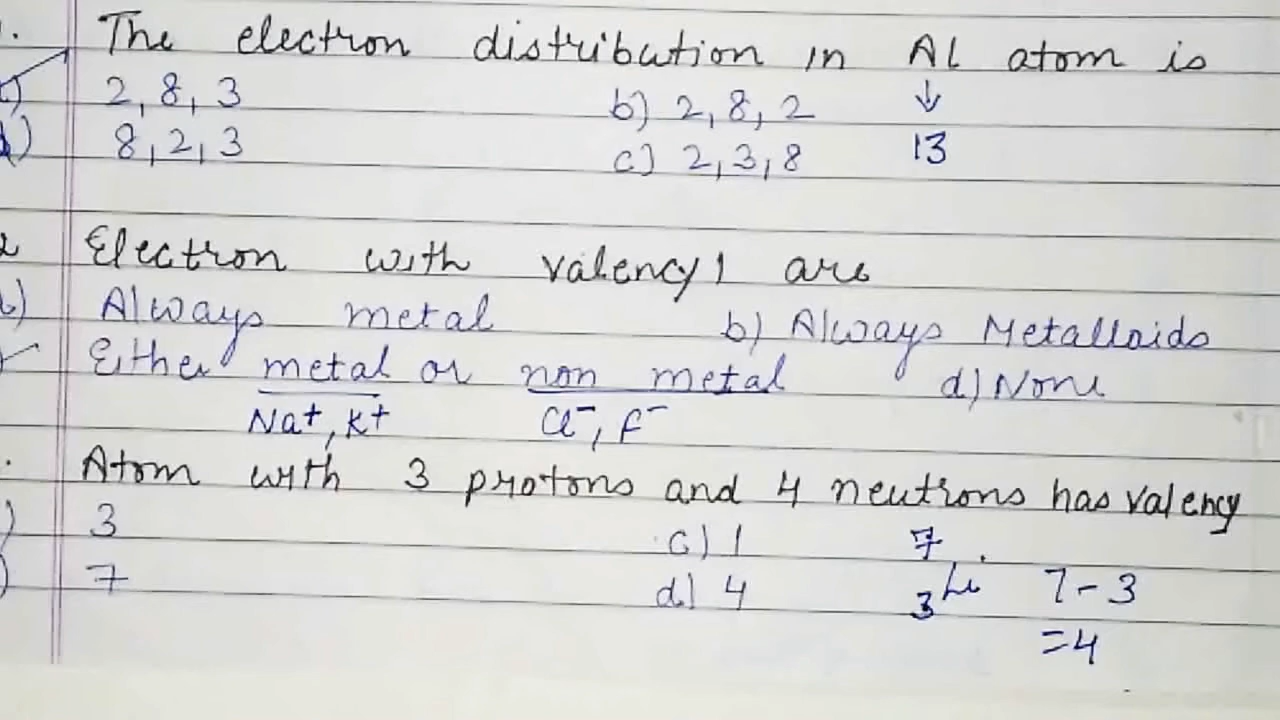 The electron distribution in Al atom is
2, 8, 3 b) 2, 8, 2 ↓
8, 2, 3 c) 2, 3, 8 13
Electron with valency 1 are
Always metal b) Always Metalloids
Either metal or non metal d) None
Na⁺, K⁺ Cl⁻, F⁻
Atom with 3 protons and 4 neutrons has valency
3 c) 1 7
7 d) 4 3 Li 7-3
=4